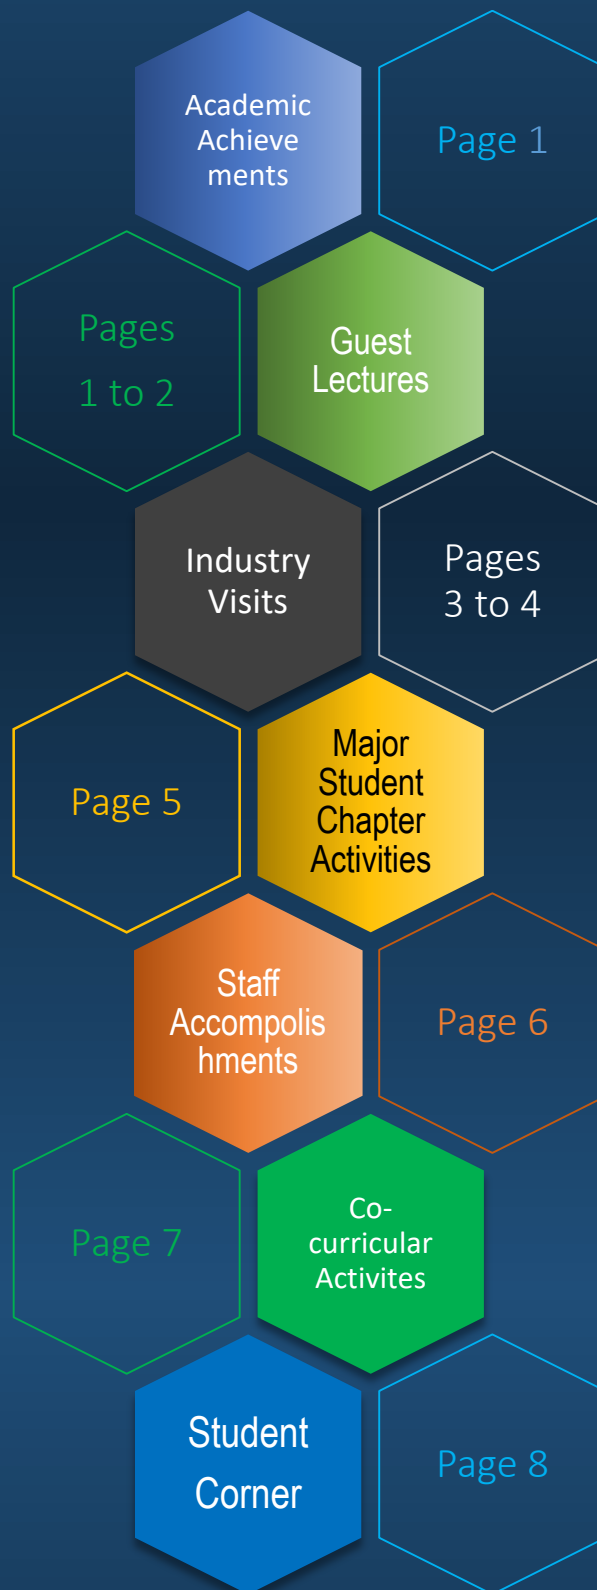 Academic
Achieve
ments
Page 1
Pages
1 to 2
Guest
Lectures
Industry
Visits
Pages
3 to 4
Page 5
Major
Student
Chapter
Activities
Staff
Accompolis
hments
Page 6
Page 7
Co-
curricular
Activites
Student
Corner
Page 8